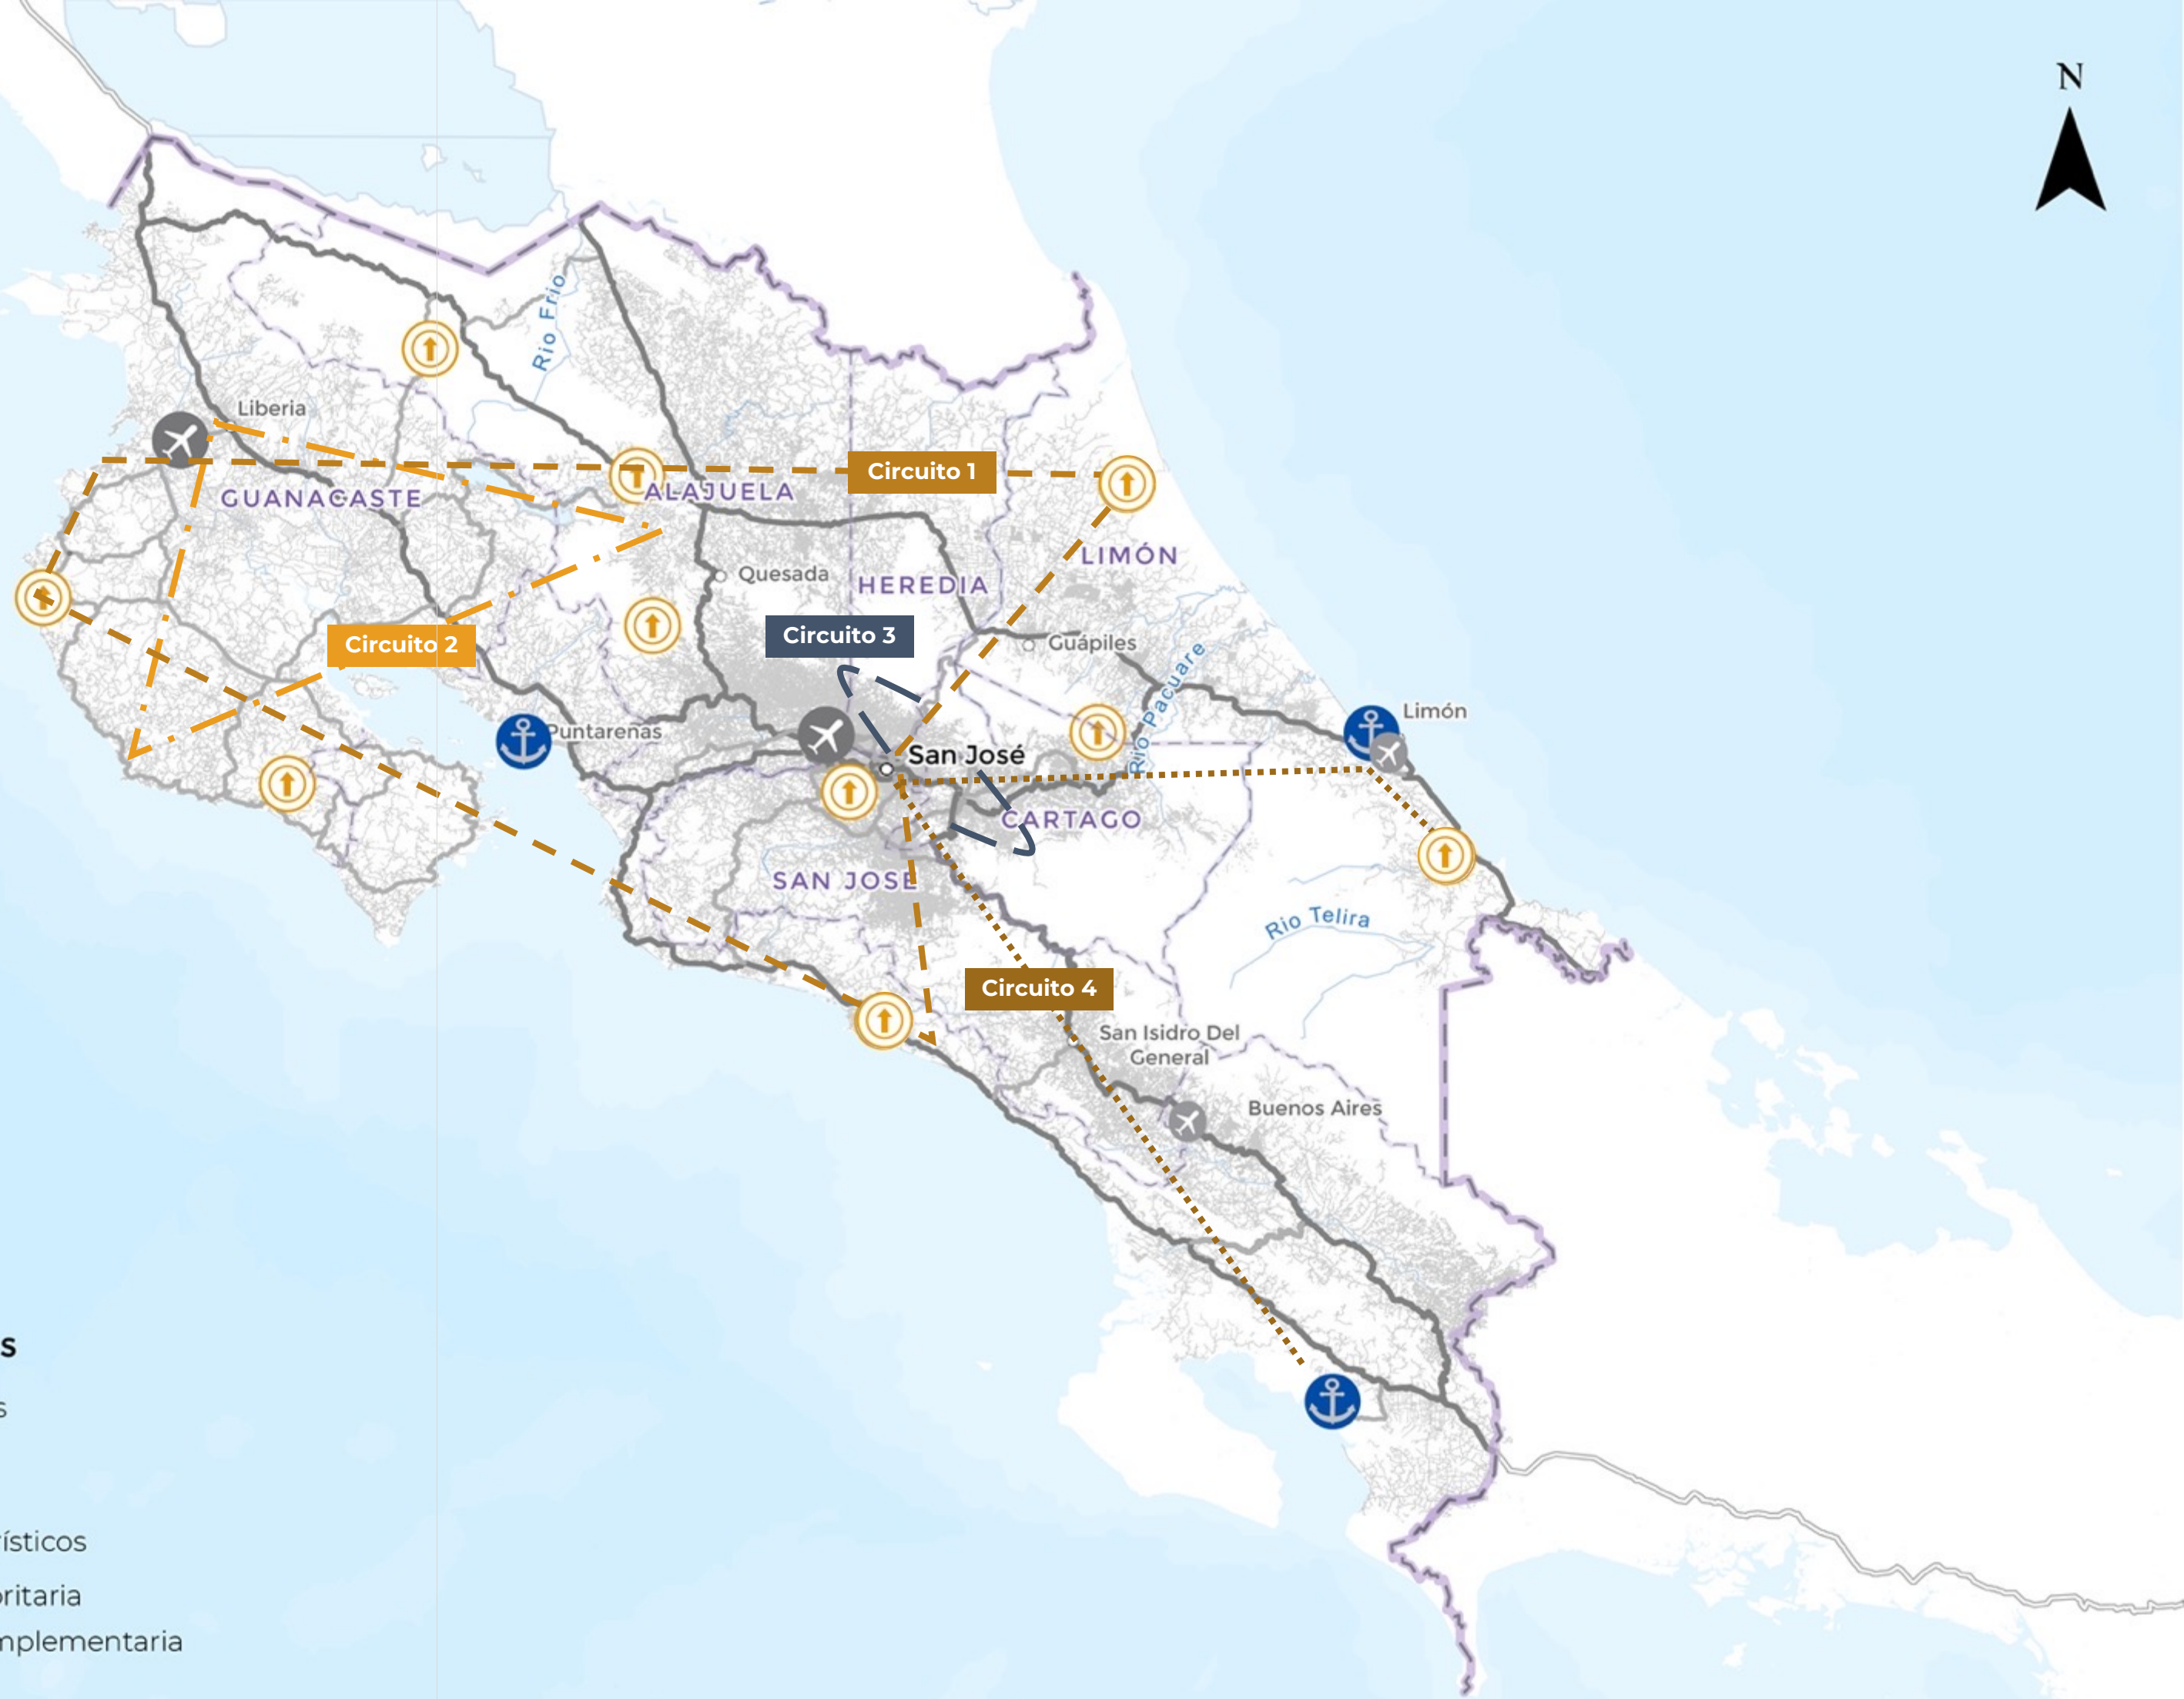 N
Rio Frio
Liberia
Circuito 1
GUANACASTE
ALAJUELA
LIMÓN
Quesada
HEREDIA
Circuito 3
Circuito 2
Guápiles
Rio Pacuare
Limón
Puntarenas
San José
CARTAGO
SAN JOSÉ
Rio Telira
Circuito 4
San Isidro Del
General
Buenos Aires
s
s
ísticos
oritaria
mplementaria